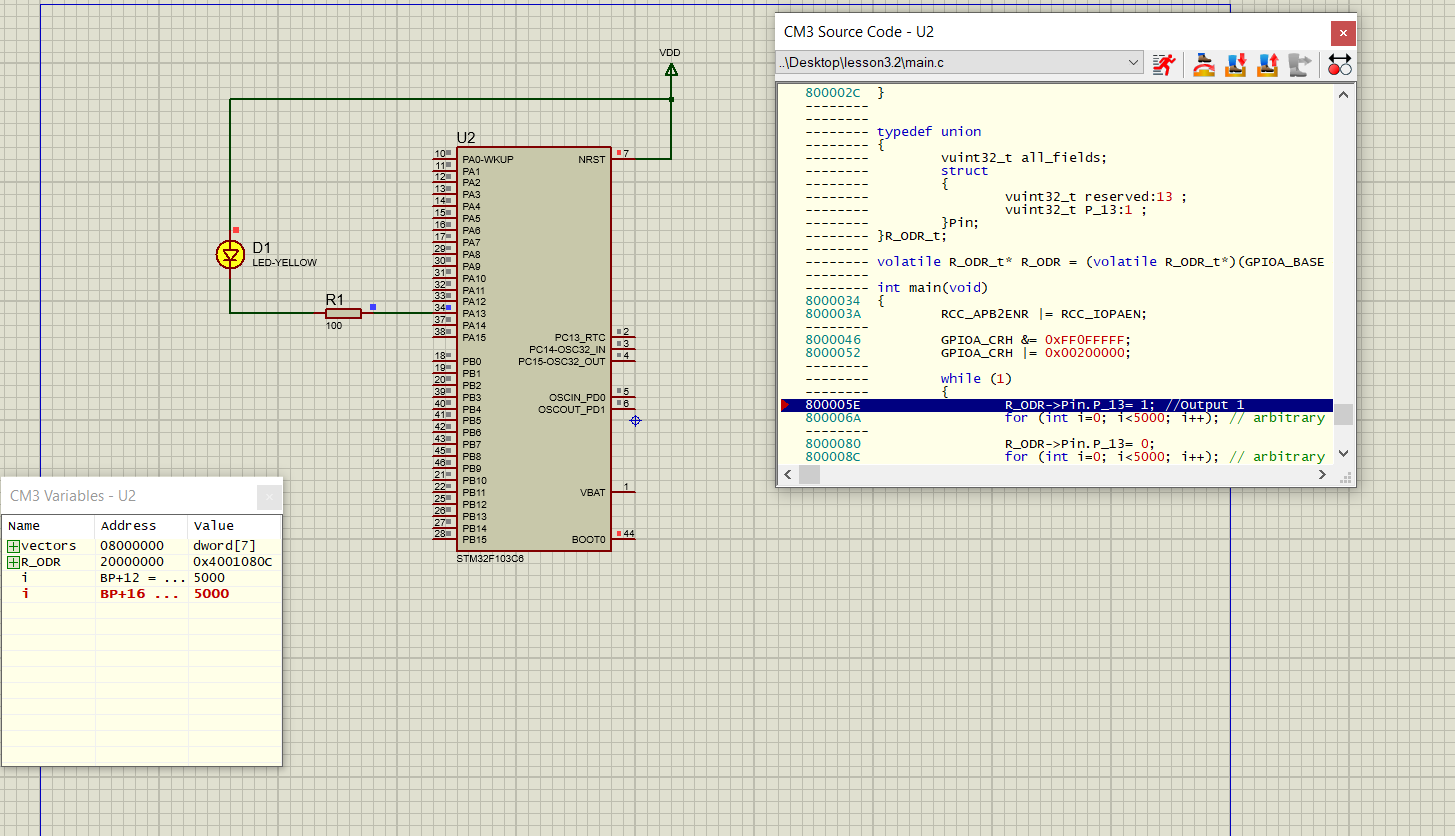 VDD
U2
10
11
12
13
14
15
16
17
29
30
31
32
33
34
37
38
PA0-WKUP
PA1
PA2
PA3
PA4
PA5
PA6
PA7
PA8
PA9
PA10
PA11
PA12
PA13
PA14
PA15
NRST
7
D1
LED-YELLOW
R1
100
18
19
20
39
40
41
42
43
45
46
21
22
25
26
27
28
PB0
PB1
PB2
PB3
PB4
PB5
PB6
PB7
PB8
PB9
PB10
PB11
PB12
PB13
PB14
PB15
PC13_RTC 2
PC14-OSC32_IN 3
PC15-OSC32_OUT 4
OSCIN_PD0 5
OSCOUT_PD1 6
VBAT 1
BOOT0 44
STM32F103C6
CM3 Source Code - U2
..\Desktop\lesson3.2\main.c
800002C }
--------
--------
-------- typedef union
-------- {
-------- vuint32_t all_fields;
-------- struct
-------- {
-------- vuint32_t reserved:13 ;
-------- vuint32_t P_13:1 ;
-------- }Pin;
-------- }R_ODR_t;
--------
-------- volatile R_ODR_t* R_ODR = (volatile R_ODR_t*)(GPIOA_BASE
--------
-------- int main(void)
8000034 {
800003A RCC_APB2ENR |= RCC_IOPAEN;
--------
8000046 GPIOA_CRH &= 0xFF0FFFFF;
8000052 GPIOA_CRH |= 0x00200000;
--------
-------- while (1)
-------- {
800005E R_ODR->Pin.P_13= 1; //Output 1
800006A for (int i=0; i<5000; i++); // arbitrary
--------
8000080 R_ODR->Pin.P_13= 0;
800008C for (int i=0; i<5000; i++); // arbitrary
CM3 Variables - U2
Name Address Value
vectors 08000000 dword[7]
R_ODR 20000000 0x4001080C
i BP+12 = ... 5000
i BP+16 ... 5000